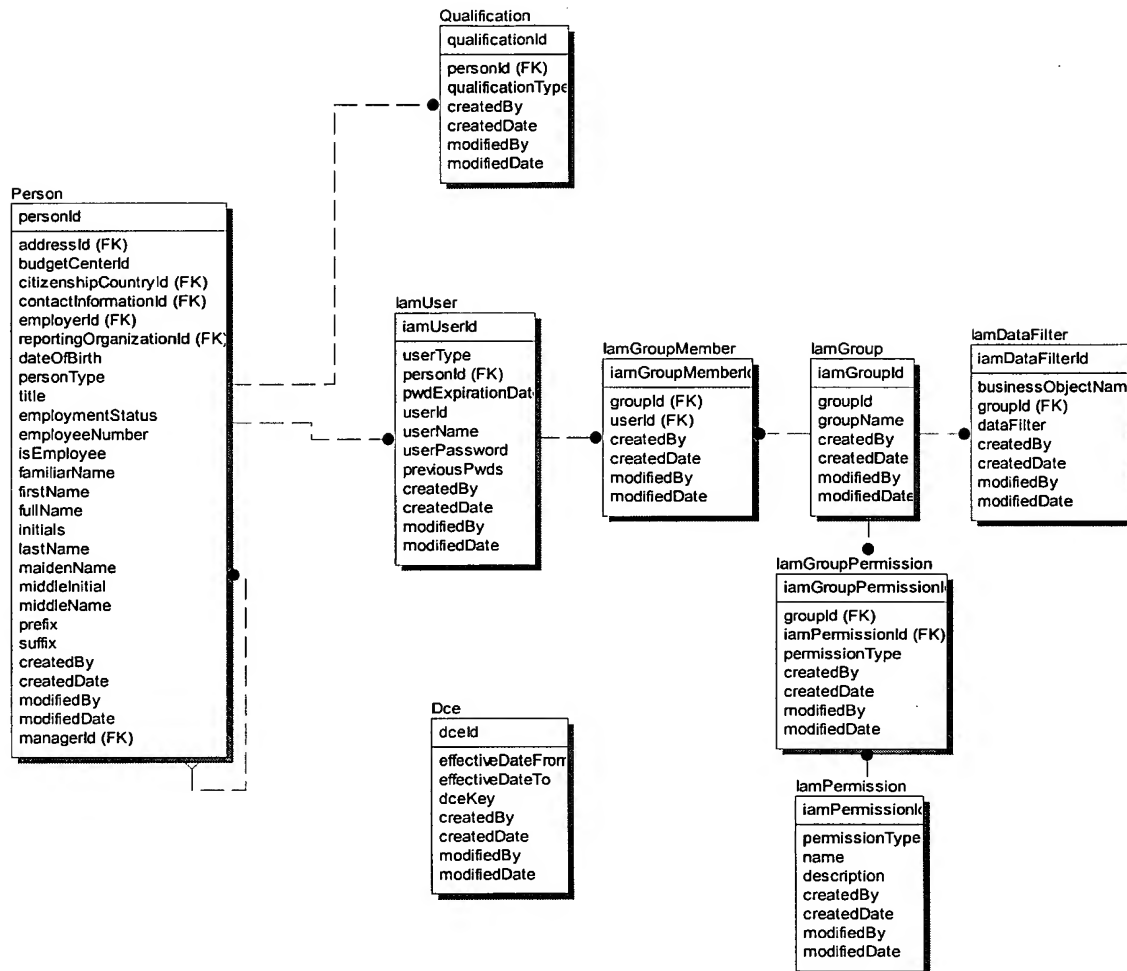 Qualification
qualificationId
personId (FK)
qualificationType
createdBy
createdDate
modifiedBy
modifiedDate
Person
personId
addressId (FK)
budgetCenterId
citizenshipCountryId (FK)
contactInformationId (FK)
employerId (FK)
reportingOrganizationId (FK)
dateOfBirth
personType
title
employmentStatus
employeeNumber
isEmployee
familiarName
firstName
fullName
initials
lastName
maidenName
middleInitial
middleName
prefix
suffix
createdBy
createdDate
modifiedBy
modifiedDate
managerId (FK)
IamUser
iamUserId
userType
personId (FK)
pwdExpirationDat
userId
userName
userPassword
previousPwds
createdBy
createdDate
modifiedBy
modifiedDate
IamGroupMember
iamGroupMemberId
groupId (FK)
userId (FK)
createdBy
createdDate
modifiedBy
modifiedDate
IamGroup
iamGroupId
groupId
groupName
createdBy
createdDate
modifiedBy
modifiedDate
IamDataFilter
iamDataFilterId
businessObjectNam
groupId (FK)
dataFilter
createdBy
createdDate
modifiedBy
modifiedDate
IamGroupPermission
iamGroupPermissionId
groupId (FK)
iamPermissionId (FK)
permissionType
createdBy
createdDate
modifiedBy
modifiedDate
Dce
dceId
effectiveDateFrom
effectiveDateTo
dceKey
createdBy
createdDate
modifiedBy
modifiedDate
IamPermission
iamPermissionId
permissionType
name
description
createdBy
createdDate
modifiedBy
modifiedDate